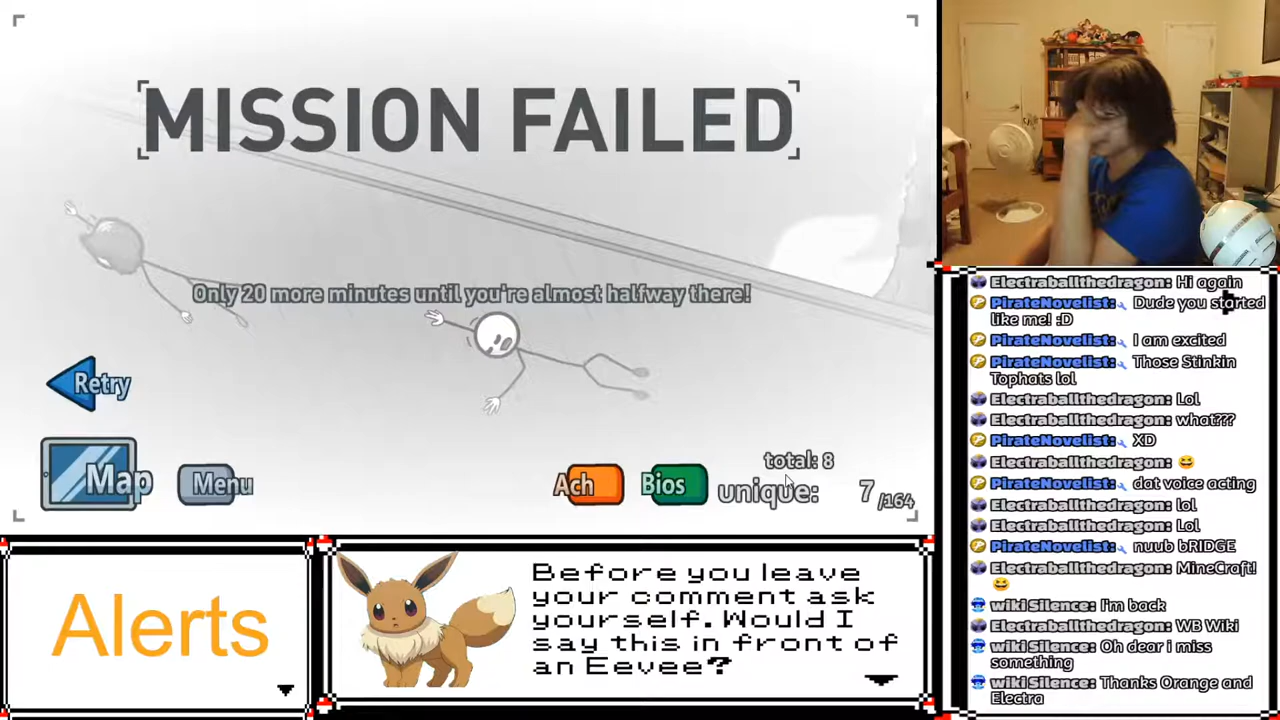 MISSION FAILED
Only 20 more minutes until you're almost halfway there!
Retry
Map
Menu
Ach
Bios
total: 8
unique: 7/164
Alerts
Before you leave
your comment ask
yourself. Would I
say this in front of
an Eevee?
Electraballthedragon: Hi again
PirateNovelist: Dude you started
like me! :D
PirateNovelist: I am excited
PirateNovelist: Those Stinkin
Tophats lol
Electraballthedragon: Lol
Electraballthedragon: what???
PirateNovelist: XD
Electraballthedragon: 😆
PirateNovelist: dat voice acting
Electraballthedragon: lol
Electraballthedragon: Lol
PirateNovelist: nuub bRIDGE
Electraballthedragon: MineCraft!
😆
wiki Silence: I'm back
Electraballthedragon: WB Wiki
wiki Silence: Oh dear i miss
something
wiki Silence: Thanks Orange and
Electra